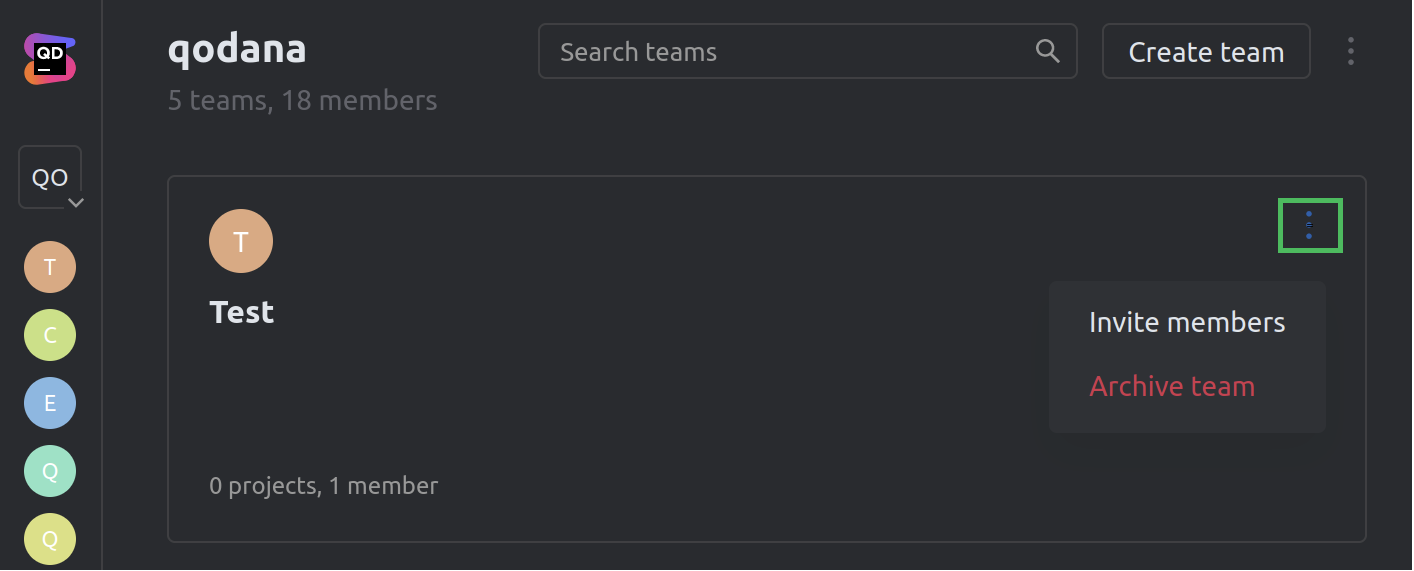 QD
qodana
Search teams
Create team
5 teams, 18 members
QO
T
C
E
Q
Q
T
Test
Invite members
Archive team
0 projects, 1 member